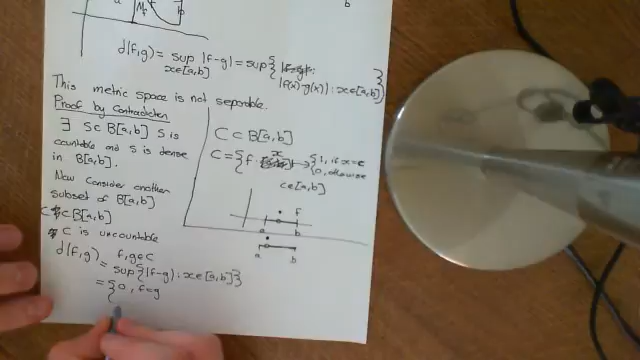 a Mf b
b
d(f,g) = sup |f-g| = sup{ |f(x)-g(x)| : x∈[a,b] }
x∈[a,b]
This metric space is not separable.
Proof by Contradiction
∃ S⊂B[a,b] S is
countable and S is dense
in B[a,b].
Now consider another
subset of B[a,b]
C⊂B[a,b]
C is uncountable
d(f,g) f,g∈C
= sup{|f-g| : x∈[a,b]}
= {0, f=g
C⊂B[a,b]
C={f: x → {1, if x=c
{0, otherwise
c∈[a,b]
f
a b
a b